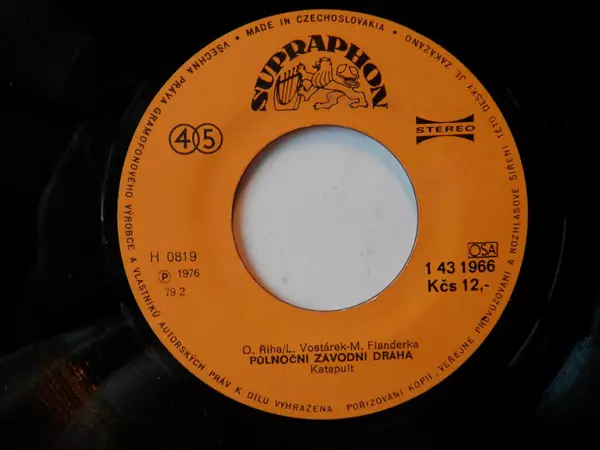 VŠECHNA PRÁVA GRAMOFONOVÉHO VÝROBCE A VLASTNÍKŮ AUTORSKÝCH PRÁV K DÍLU VYHRAŽENA. POŘIZOVÁNÍ KOPIÍ, VEŘEJNÉ PROVOZOVÁNÍ A ROZHLASOVÉ ŠÍŘENÍ TÉTO DESKY JE ZAKÁZÁNO • MADE IN CZECHOSLOVAKIA •
SUPRAPHON
45
STEREO
H 0819
P 1976
79 2
OSA
1 43 1966
Kčs 12,-
O. Říha/L. Vostárek-M. Flanderka
PŮLNOČNÍ ZÁVODNÍ DRÁHA
Katapult